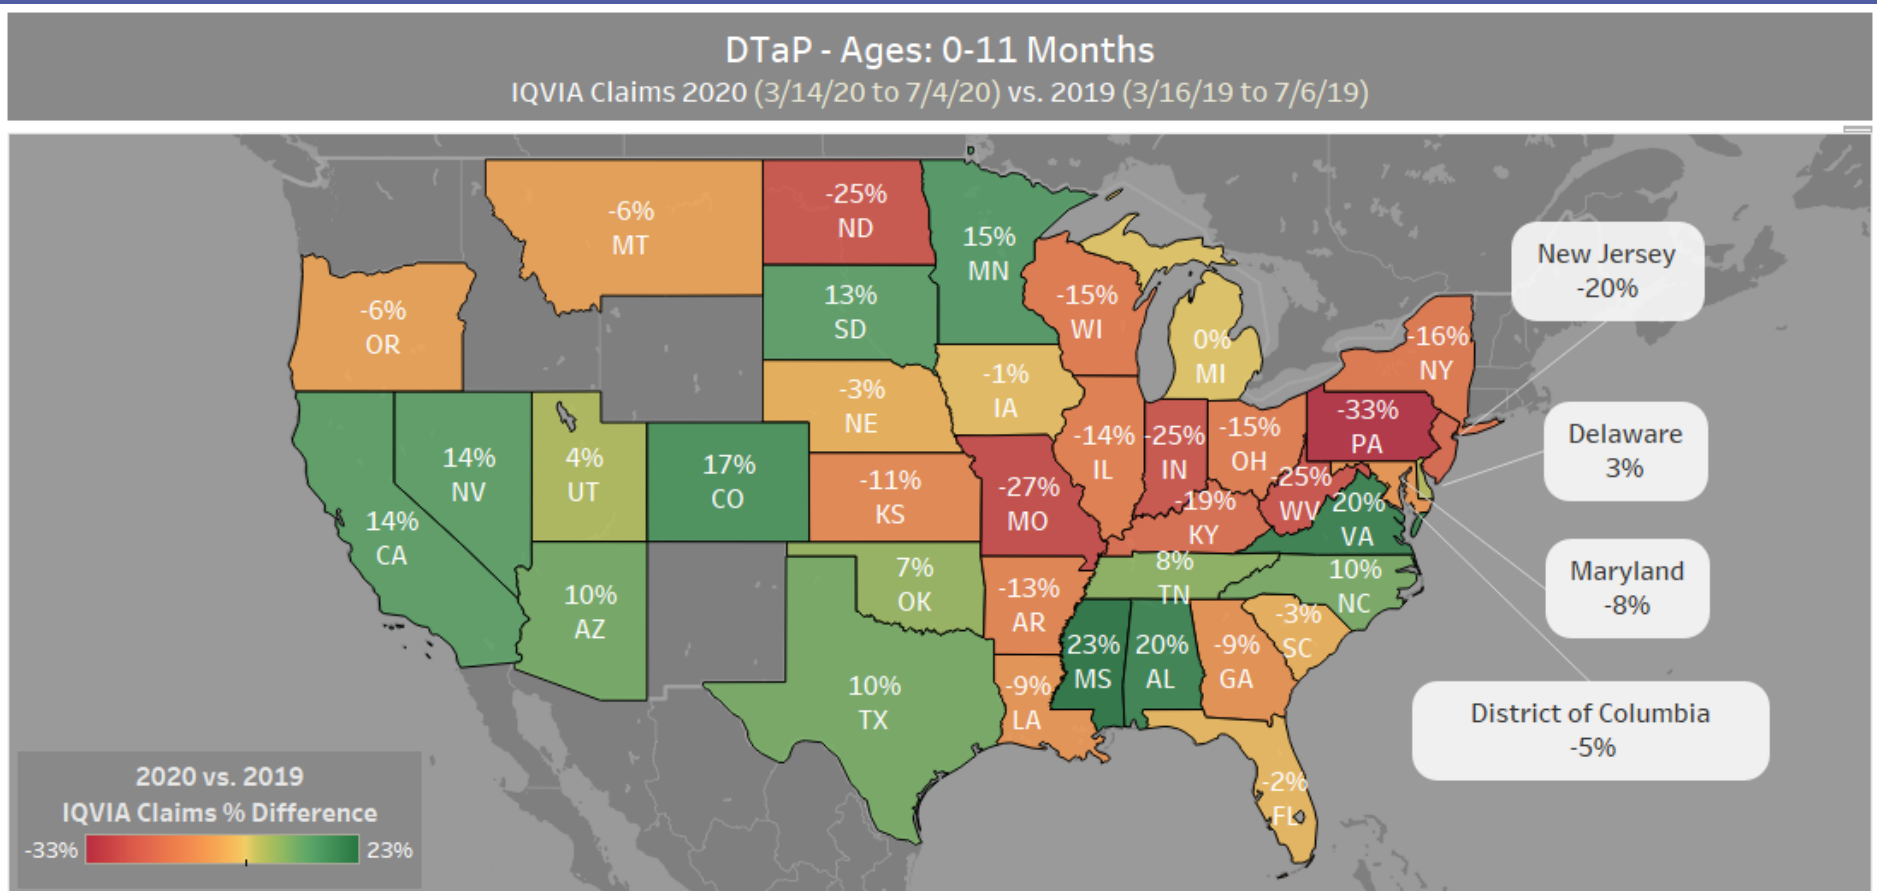 DTaP - Ages: 0-11 Months
IQVIA Claims 2020 (3/14/20 to 7/4/20) vs. 2019 (3/16/19 to 7/6/19)
-6%
MT
-25%
ND
15%
MN
-6%
OR
13%
SD
-15%
WI
0%
MI
-16%
NY
New Jersey
-20%
-3%
NE
-1%
IA
-33%
PA
Delaware
3%
14%
NV
4%
UT
17%
CO
-11%
KS
-27%
MO
-14%
IL
-25%
IN
-15%
OH
-25%
WV
20%
VA
-19%
KY
14%
CA
Maryland
-8%
10%
AZ
7%
OK
-13%
AR
8%
TN
10%
NC
-3%
SC
10%
TX
-9%
LA
23%
MS
20%
AL
-9%
GA
District of Columbia
-5%
-2%
FL
2020 vs. 2019
IQVIA Claims % Difference
-33% 23%